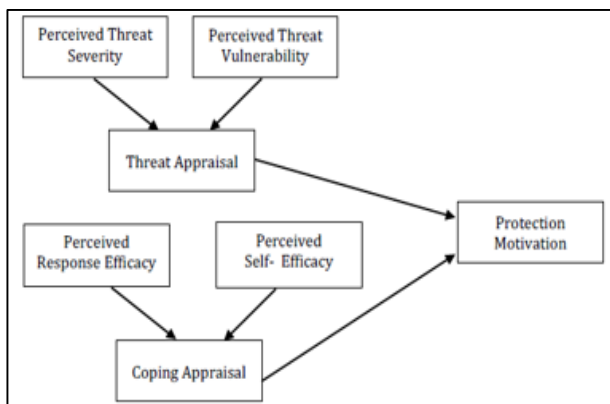 Perceived Threat
Severity
Perceived Threat
Vulnerability
Threat Appraisal
Protection
Motivation
Perceived
Response Efficacy
Perceived
Self- Efficacy
Coping Appraisal